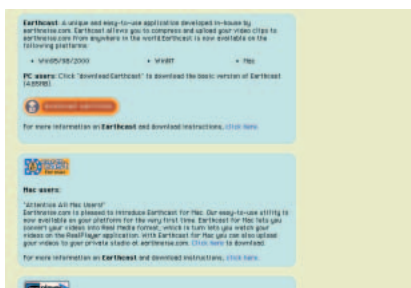 Earthcast: A unique and easy-to-use application developed in-house by
earthnoise.com. Earthcast allows you to compress and upload your video clips to
earthnoise.com from anywhere in the world. Earthcast is now available on the
following platforms:
• Win95/98/2000 • WinNT • Mac
PC users: Click "download Earthcast" to download the basic version of Earthcast
(4.85MB).
For more information on Earthcast and download instructions, click here.
for mac
Mac users:
"Attention All Mac Users!"
Earthnoise.com is pleased to introduce Earthcast for Mac. Our easy-to-use utility is
now available on your platform for the very first time. Earthcast for Mac lets you
convert your videos into Real Media format, which in turn lets you watch your
videos on the RealPlayer application. With Earthcast for Mac you can also upload
your videos to your private studio at earthnoise.com. Click here to download.
For more information on Earthcast and download instructions, click here.